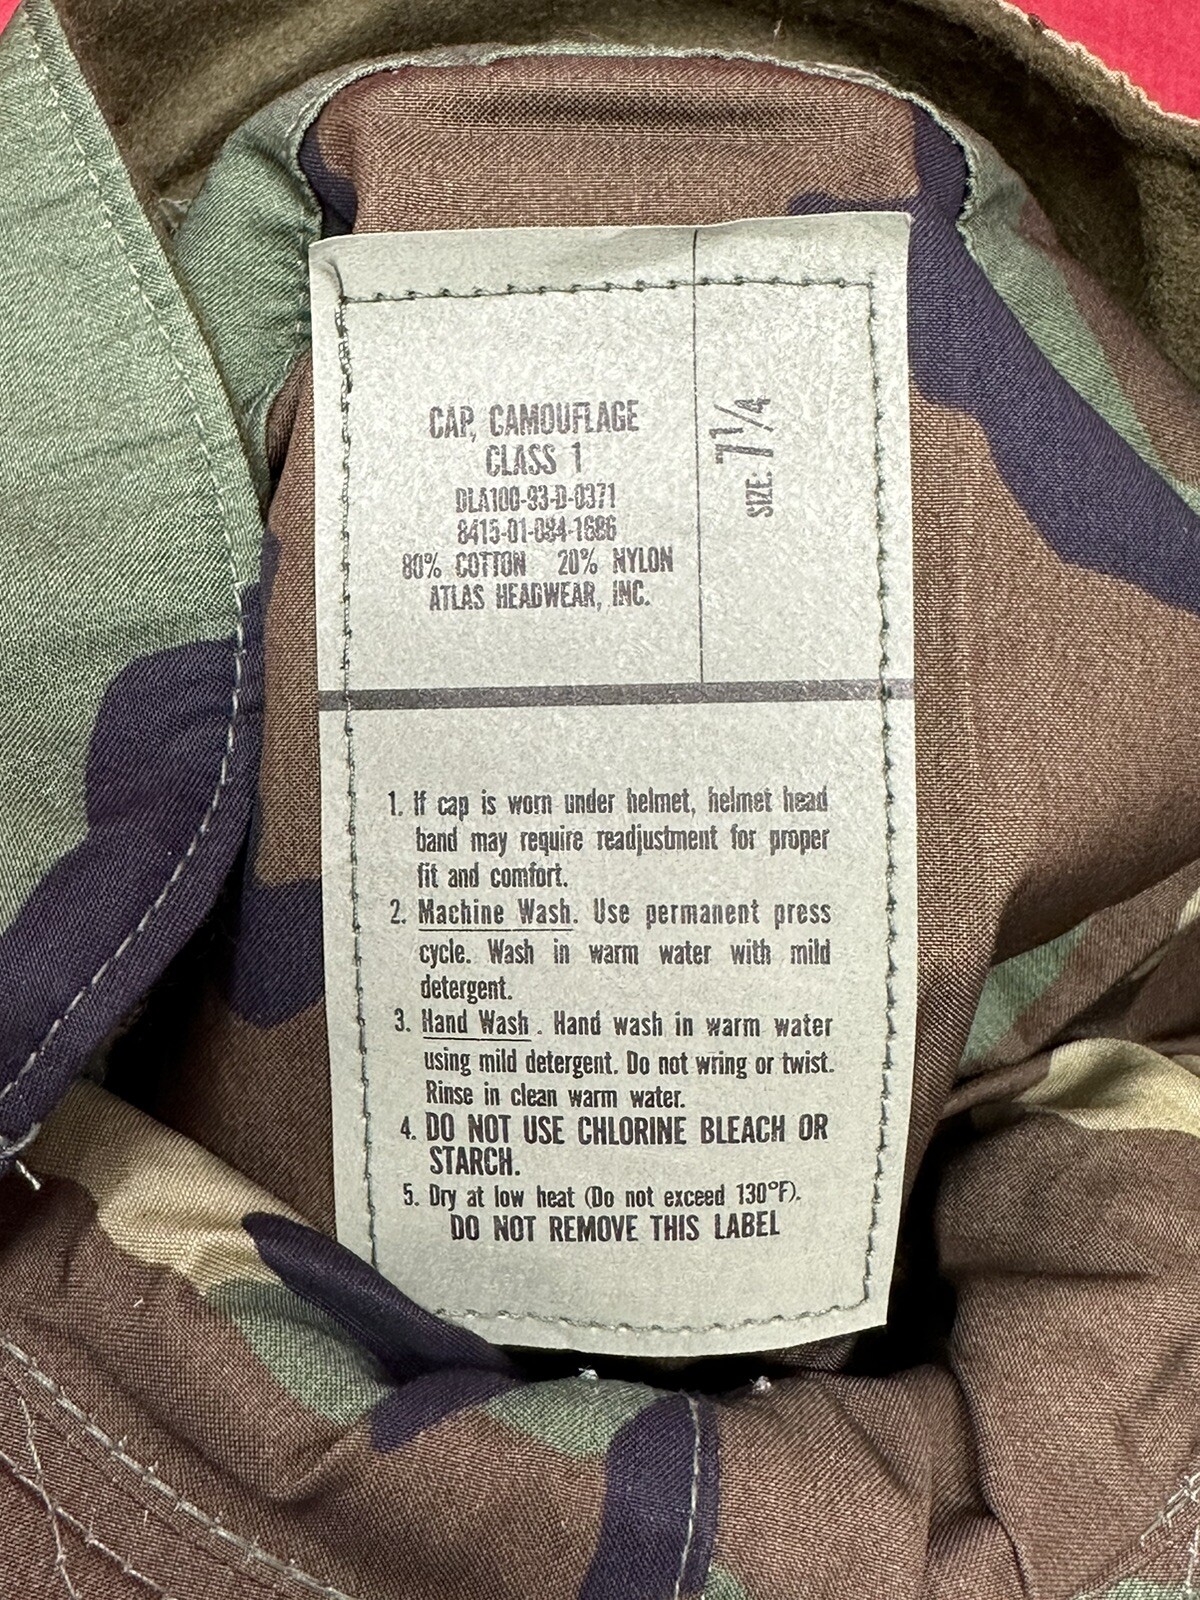 CAP, CAMOUFLAGE
CLASS 1
DLA100-93-D-0371
8415-01-084-1686
80% COTTON 20% NYLON
ATLAS HEADWEAR, INC.
SIZE: 7 1/4
1. If cap is worn under helmet, helmet head
band may require readjustment for proper
fit and comfort.
2. Machine Wash. Use permanent press
cycle. Wash in warm water with mild
detergent.
3. Hand Wash . Hand wash in warm water
using mild detergent. Do not wring or twist.
Rinse in clean warm water.
4. DO NOT USE CHLORINE BLEACH OR
STARCH.
5. Dry at low heat (Do not exceed 130°F).
DO NOT REMOVE THIS LABEL